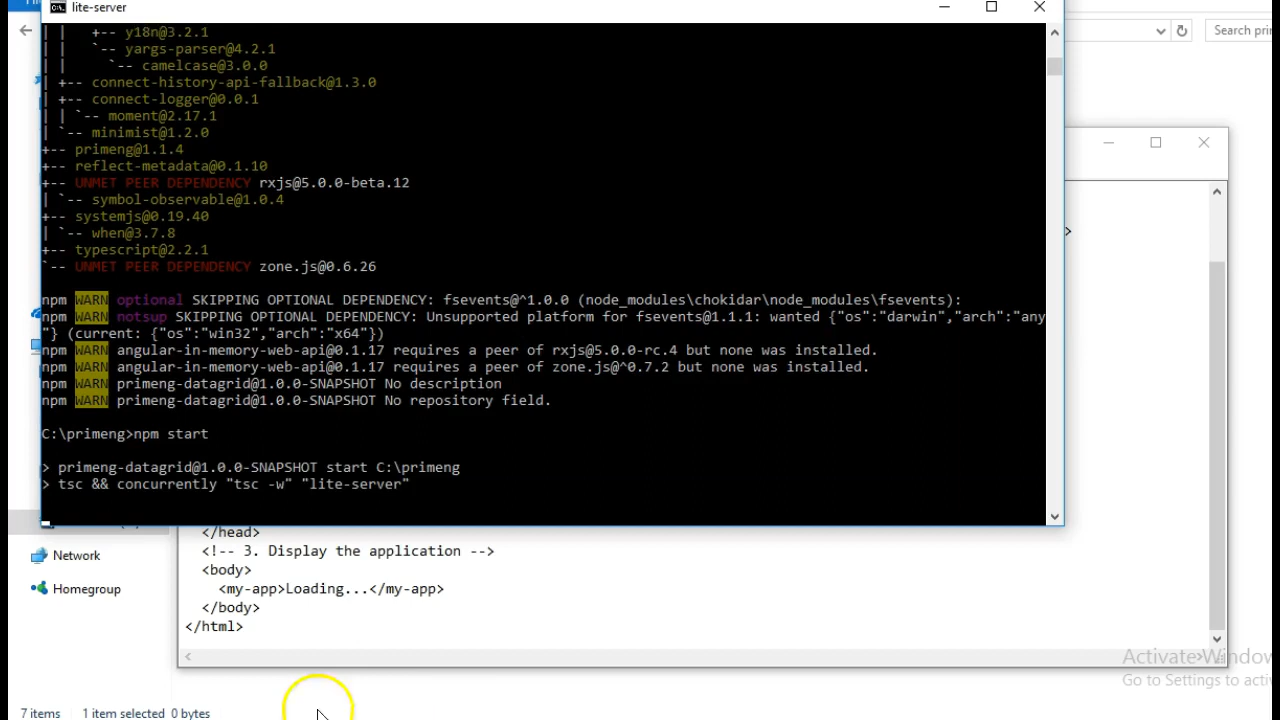 lite-server
| |   +-- y18n@3.2.1
| |   `-- yargs-parser@4.2.1
| |     `-- camelcase@3.0.0
| +-- connect-history-api-fallback@1.3.0
| +-- connect-logger@0.0.1
| | `-- moment@2.17.1
| `-- minimist@1.2.0
+-- primeng@1.1.4
+-- reflect-metadata@0.1.10
+-- UNMET PEER DEPENDENCY rxjs@5.0.0-beta.12
| `-- symbol-observable@1.0.4
+-- systemjs@0.19.40
| `-- when@3.7.8
+-- typescript@2.2.1
`-- UNMET PEER DEPENDENCY zone.js@0.6.26
npm WARN optional SKIPPING OPTIONAL DEPENDENCY: fsevents@^1.0.0 (node_modules\chokidar\node_modules\fsevents):
npm WARN notsup SKIPPING OPTIONAL DEPENDENCY: Unsupported platform for fsevents@1.1.1: wanted {"os":"darwin","arch":"any
"} (current: {"os":"win32","arch":"x64"})
npm WARN angular-in-memory-web-api@0.1.17 requires a peer of rxjs@5.0.0-rc.4 but none was installed.
npm WARN angular-in-memory-web-api@0.1.17 requires a peer of zone.js@^0.7.2 but none was installed.
npm WARN primeng-datagrid@1.0.0-SNAPSHOT No description
npm WARN primeng-datagrid@1.0.0-SNAPSHOT No repository field.
C:\primeng>npm start
> primeng-datagrid@1.0.0-SNAPSHOT start C:\primeng
> tsc && concurrently "tsc -w" "lite-server"
Search
>
</head>
<!-- 3. Display the application -->
<body>
<my-app>Loading...</my-app>
</body>
</html>
Network
Homegroup
Activate Window
Go to Settings to activ
7 items 1 item selected 0 bytes